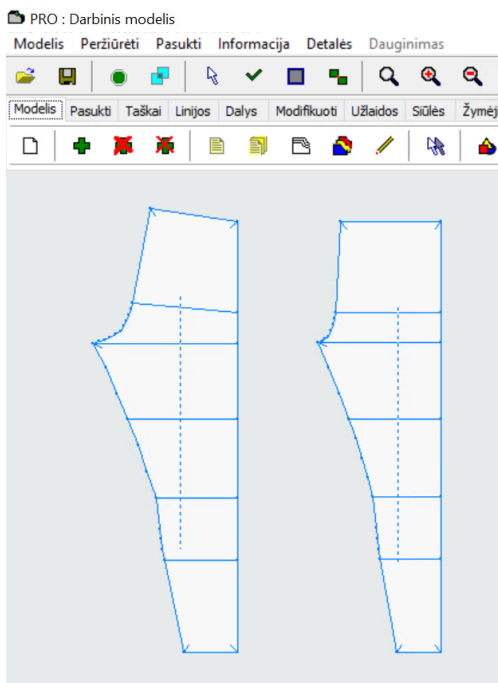 PRO : Darbinis modelis
Modelis Peržiūrėti Pasukti Informacija Detalės Dauginimas
Modelis Pasukti Taškai Linijos Dalys Modifikuoti Užlaidos Siūlės